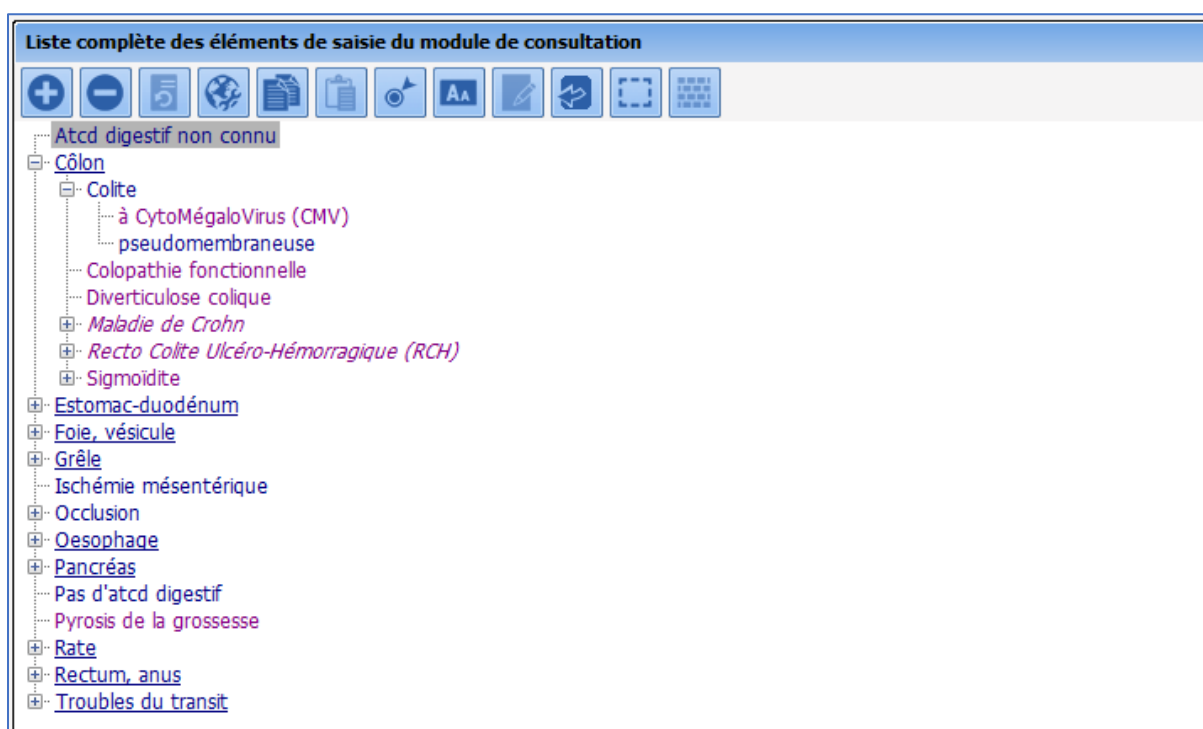 Liste complète des éléments de saisie du module de consultation
AA
Atcd digestif non connu
Côlon
Colite
à CytoMégaloVirus (CMV)
pseudomembraneuse
Colopathie fonctionnelle
Diverticulose colique
Maladie de Crohn
Recto Colite Ulcéro-Hémorragique (RCH)
Sigmoïdite
Estomac-duodénum
Foie, vésicule
Grêle
Ischémie mésentérique
Occlusion
Oesophage
Pancréas
Pas d'atcd digestif
Pyrosis de la grossesse
Rate
Rectum, anus
Troubles du transit